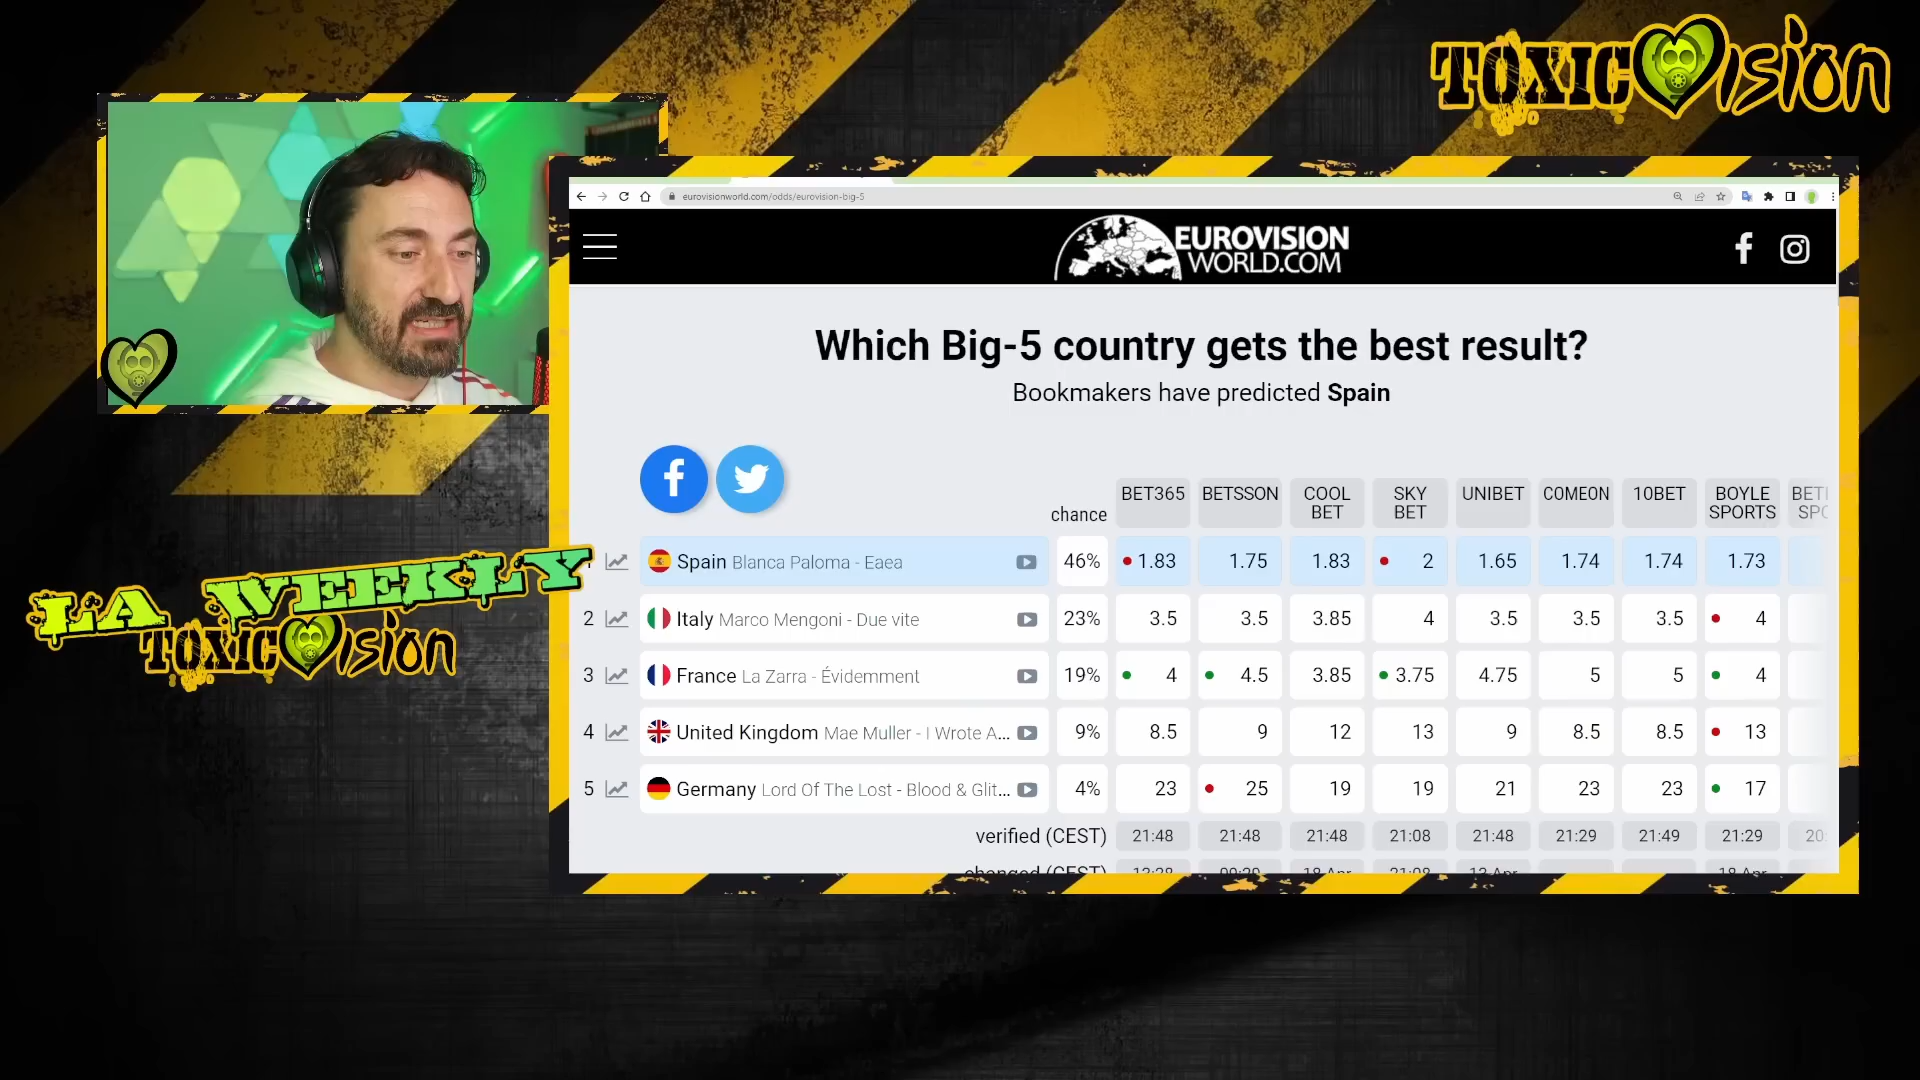 TOXICVision
eurovisionworld.com/odds/eurovision-big-5
EUROVISION
WORLD.COM
Which Big-5 country gets the best result?
Bookmakers have predicted Spain
chance BET365 BETSSON COOL BET SKY BET UNIBET COMEON 10BET BOYLE SPORTS
Spain Blanca Paloma - Eaea 46% 1.83 1.75 1.83 2 1.65 1.74 1.74 1.73
2 Italy Marco Mengoni - Due vite 23% 3.5 3.5 3.85 4 3.5 3.5 3.5 4
3 France La Zarra - Évidemment 19% 4 4.5 3.85 3.75 4.75 5 5 4
4 United Kingdom Mae Muller - I Wrote A... 9% 8.5 9 12 13 9 8.5 8.5 13
5 Germany Lord Of The Lost - Blood & Glit... 4% 23 25 19 19 21 23 23 17
verified (CEST) 21:48 21:48 21:48 21:08 21:48 21:29 21:49 21:29
LA WEEKLY
TOXICVision